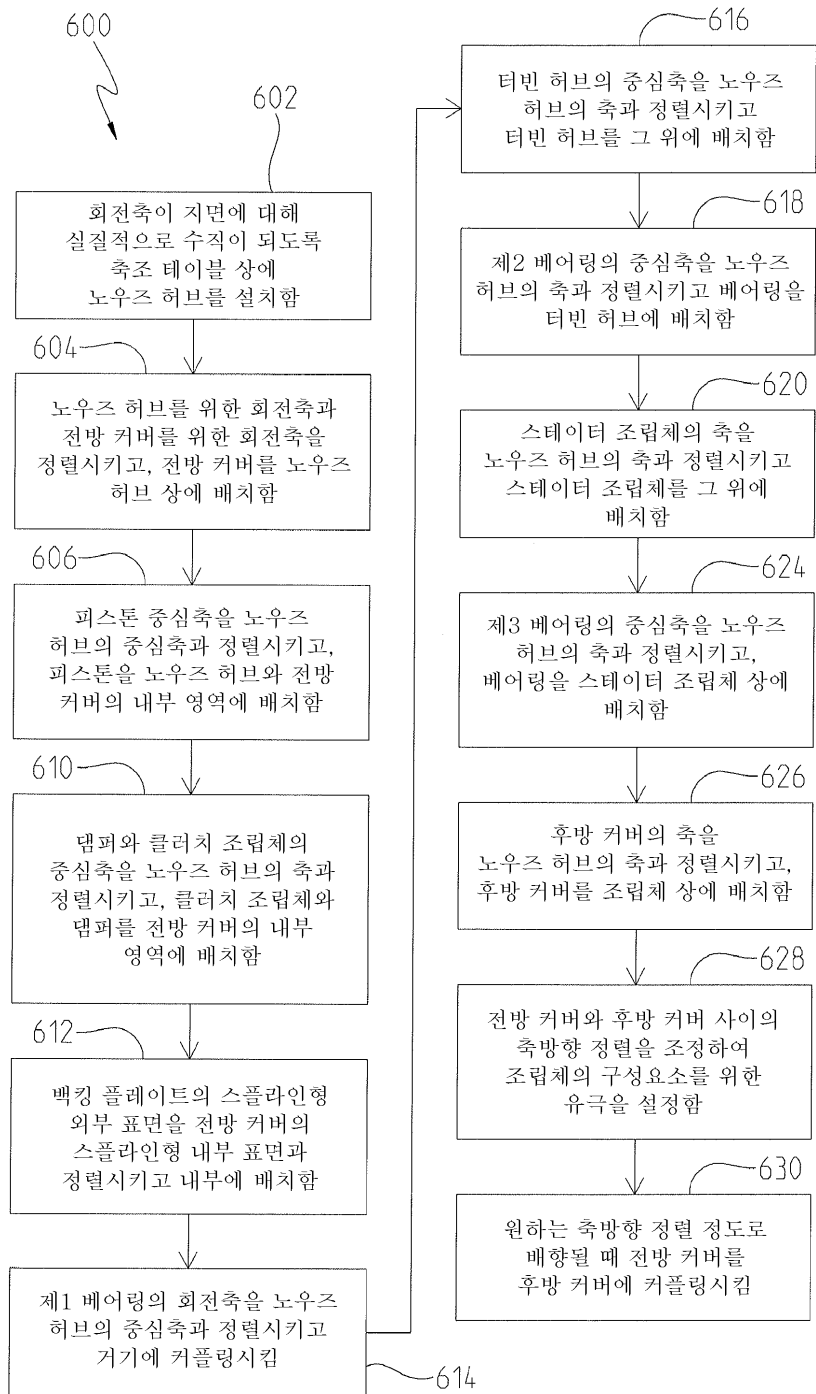 600
602
회전축이 지면에 대해
실질적으로 수직이 되도록
축조 테이블 상에
노우즈 허브를 설치함
604
노우즈 허브를 위한 회전축과
전방 커버를 위한 회전축을
정렬시키고, 전방 커버를 노우즈
허브 상에 배치함
606
피스톤 중심축을 노우즈
허브의 중심축과 정렬시키고,
피스톤을 노우즈 허브와 전방
커버의 내부 영역에 배치함
610
댐퍼와 클러치 조립체의
중심축을 노우즈 허브의 축과
정렬시키고, 클러치 조립체와
댐퍼를 전방 커버의 내부
영역에 배치함
612
백킹 플레이트의 스플라인형
외부 표면을 전방 커버의
스플라인형 내부 표면과
정렬시키고 내부에 배치함
제1 베어링의 회전축을 노우즈
허브의 중심축과 정렬시키고
거기에 커플링시킴
614
616
터빈 허브의 중심축을 노우즈
허브의 축과 정렬시키고
터빈 허브를 그 위에 배치함
618
제2 베어링의 중심축을 노우즈
허브의 축과 정렬시키고 베어링을
터빈 허브에 배치함
620
스테이터 조립체의 축을
노우즈 허브의 축과 정렬시키고
스테이터 조립체를 그 위에
배치함
624
제3 베어링의 중심축을 노우즈
허브의 축과 정렬시키고,
베어링을 스테이터 조립체 상에
배치함
626
후방 커버의 축을
노우즈 허브의 축과 정렬시키고,
후방 커버를 조립체 상에 배치함
628
전방 커버와 후방 커버 사이의
축방향 정렬을 조정하여
조립체의 구성요소를 위한
유극을 설정함
630
원하는 축방향 정렬 정도로
배향될 때 전방 커버를
후방 커버에 커플링시킴